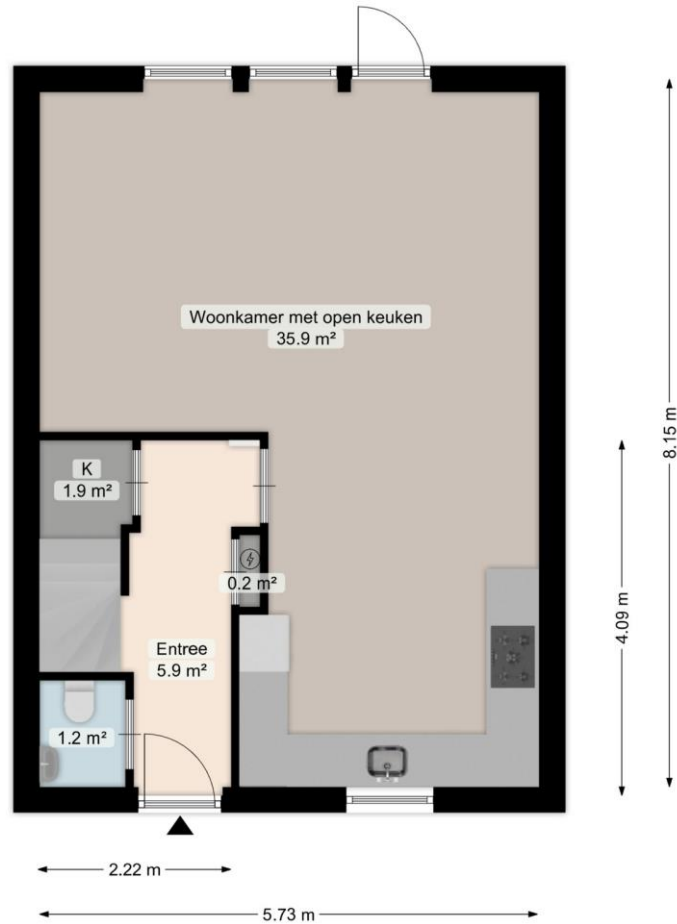 Woonkamer met open keuken
35.9 m²
K
1.9 m²
0.2 m²
Entree
5.9 m²
1.2 m²
8.15 m
4.09 m
2.22 m
5.73 m